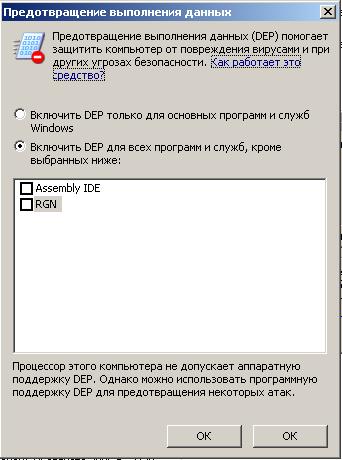 Предотвращение выполнения данных
Предотвращение выполнения данных (DEP) помогает
защитить компьютер от повреждения вирусами и при
других угрозах безопасности. Как работает это
средство?
Включить DEP только для основных программ и служб
Windows
Включить DEP для всех программ и служб, кроме
выбранных ниже:
Assembly IDE
RGN
Процессор этого компьютера не допускает аппаратную
поддержку DEP. Однако можно использовать программную
поддержку DEP для предотвращения некоторых атак.
ОК
ОК